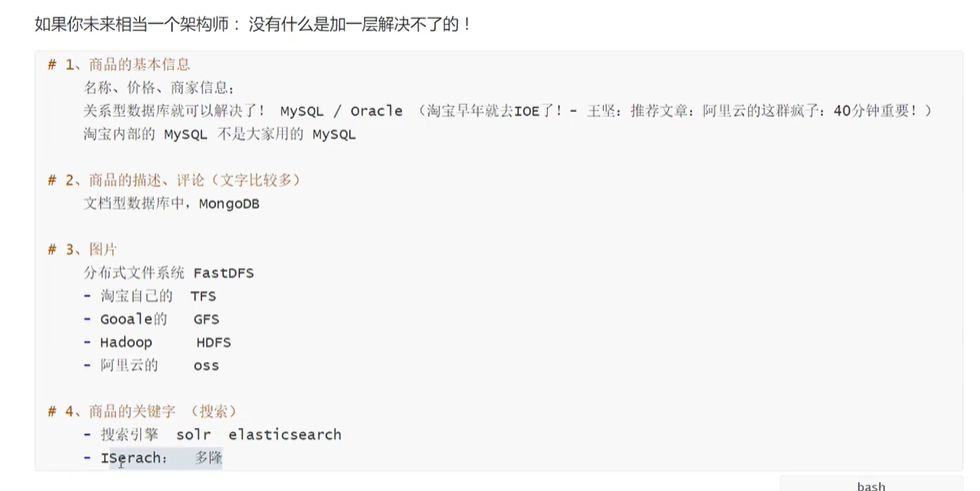 如果你未来相当一个架构师： 没有什么是加一层解决不了的！
# 1、商品的基本信息
名称、价格、商家信息；
关系型数据库就可以解决了！ MySQL / Oracle （淘宝早年就去IOE了！- 王坚：推荐文章：阿里云的这群疯子：40分钟重要！）
淘宝内部的 MySQL 不是大家用的 MySQL
# 2、商品的描述、评论（文字比较多）
文档型数据库中，MongoDB
# 3、图片
分布式文件系统 FastDFS
- 淘宝自己的 TFS
- Gooale的 GFS
- Hadoop HDFS
- 阿里云的 oss
# 4、商品的关键字 （搜索）
- 搜索引擎 solr elasticsearch
- ISerach： 多隆
bash